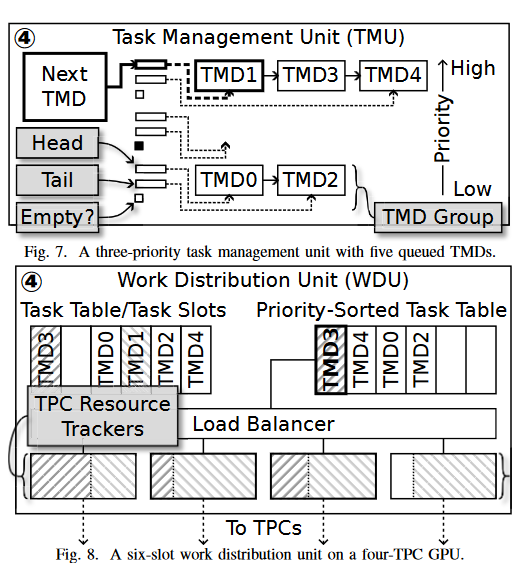 ④ Task Management Unit (TMU)
Next
TMD
TMD1
TMD3
TMD4
High
Priority
Low
Head
Tail
Empty?
TMD0
TMD2
TMD Group
Fig. 7. A three-priority task management unit with five queued TMDs.
④ Work Distribution Unit (WDU)
Task Table/Task Slots
Priority-Sorted Task Table
TMD3
TMD0
TMD1
TMD2
TMD4
TMD3
TMD4
TMD0
TMD2
TPC Resource
Trackers
Load Balancer
To TPCs
Fig. 8. A six-slot work distribution unit on a four-TPC GPU.